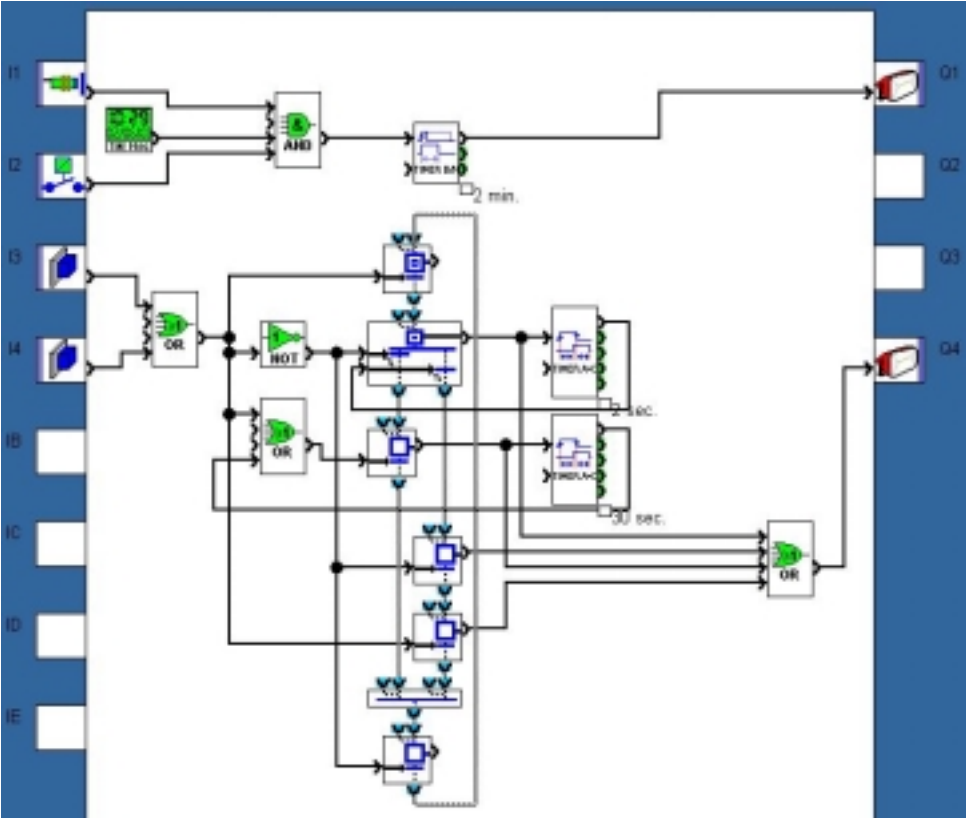 I1
Q1
AND
I2
Q2
2 min.
I3
Q3
OR
I4
Q4
NOT
2 sec.
IB
OR
30 sec.
IC
OR
ID
IE